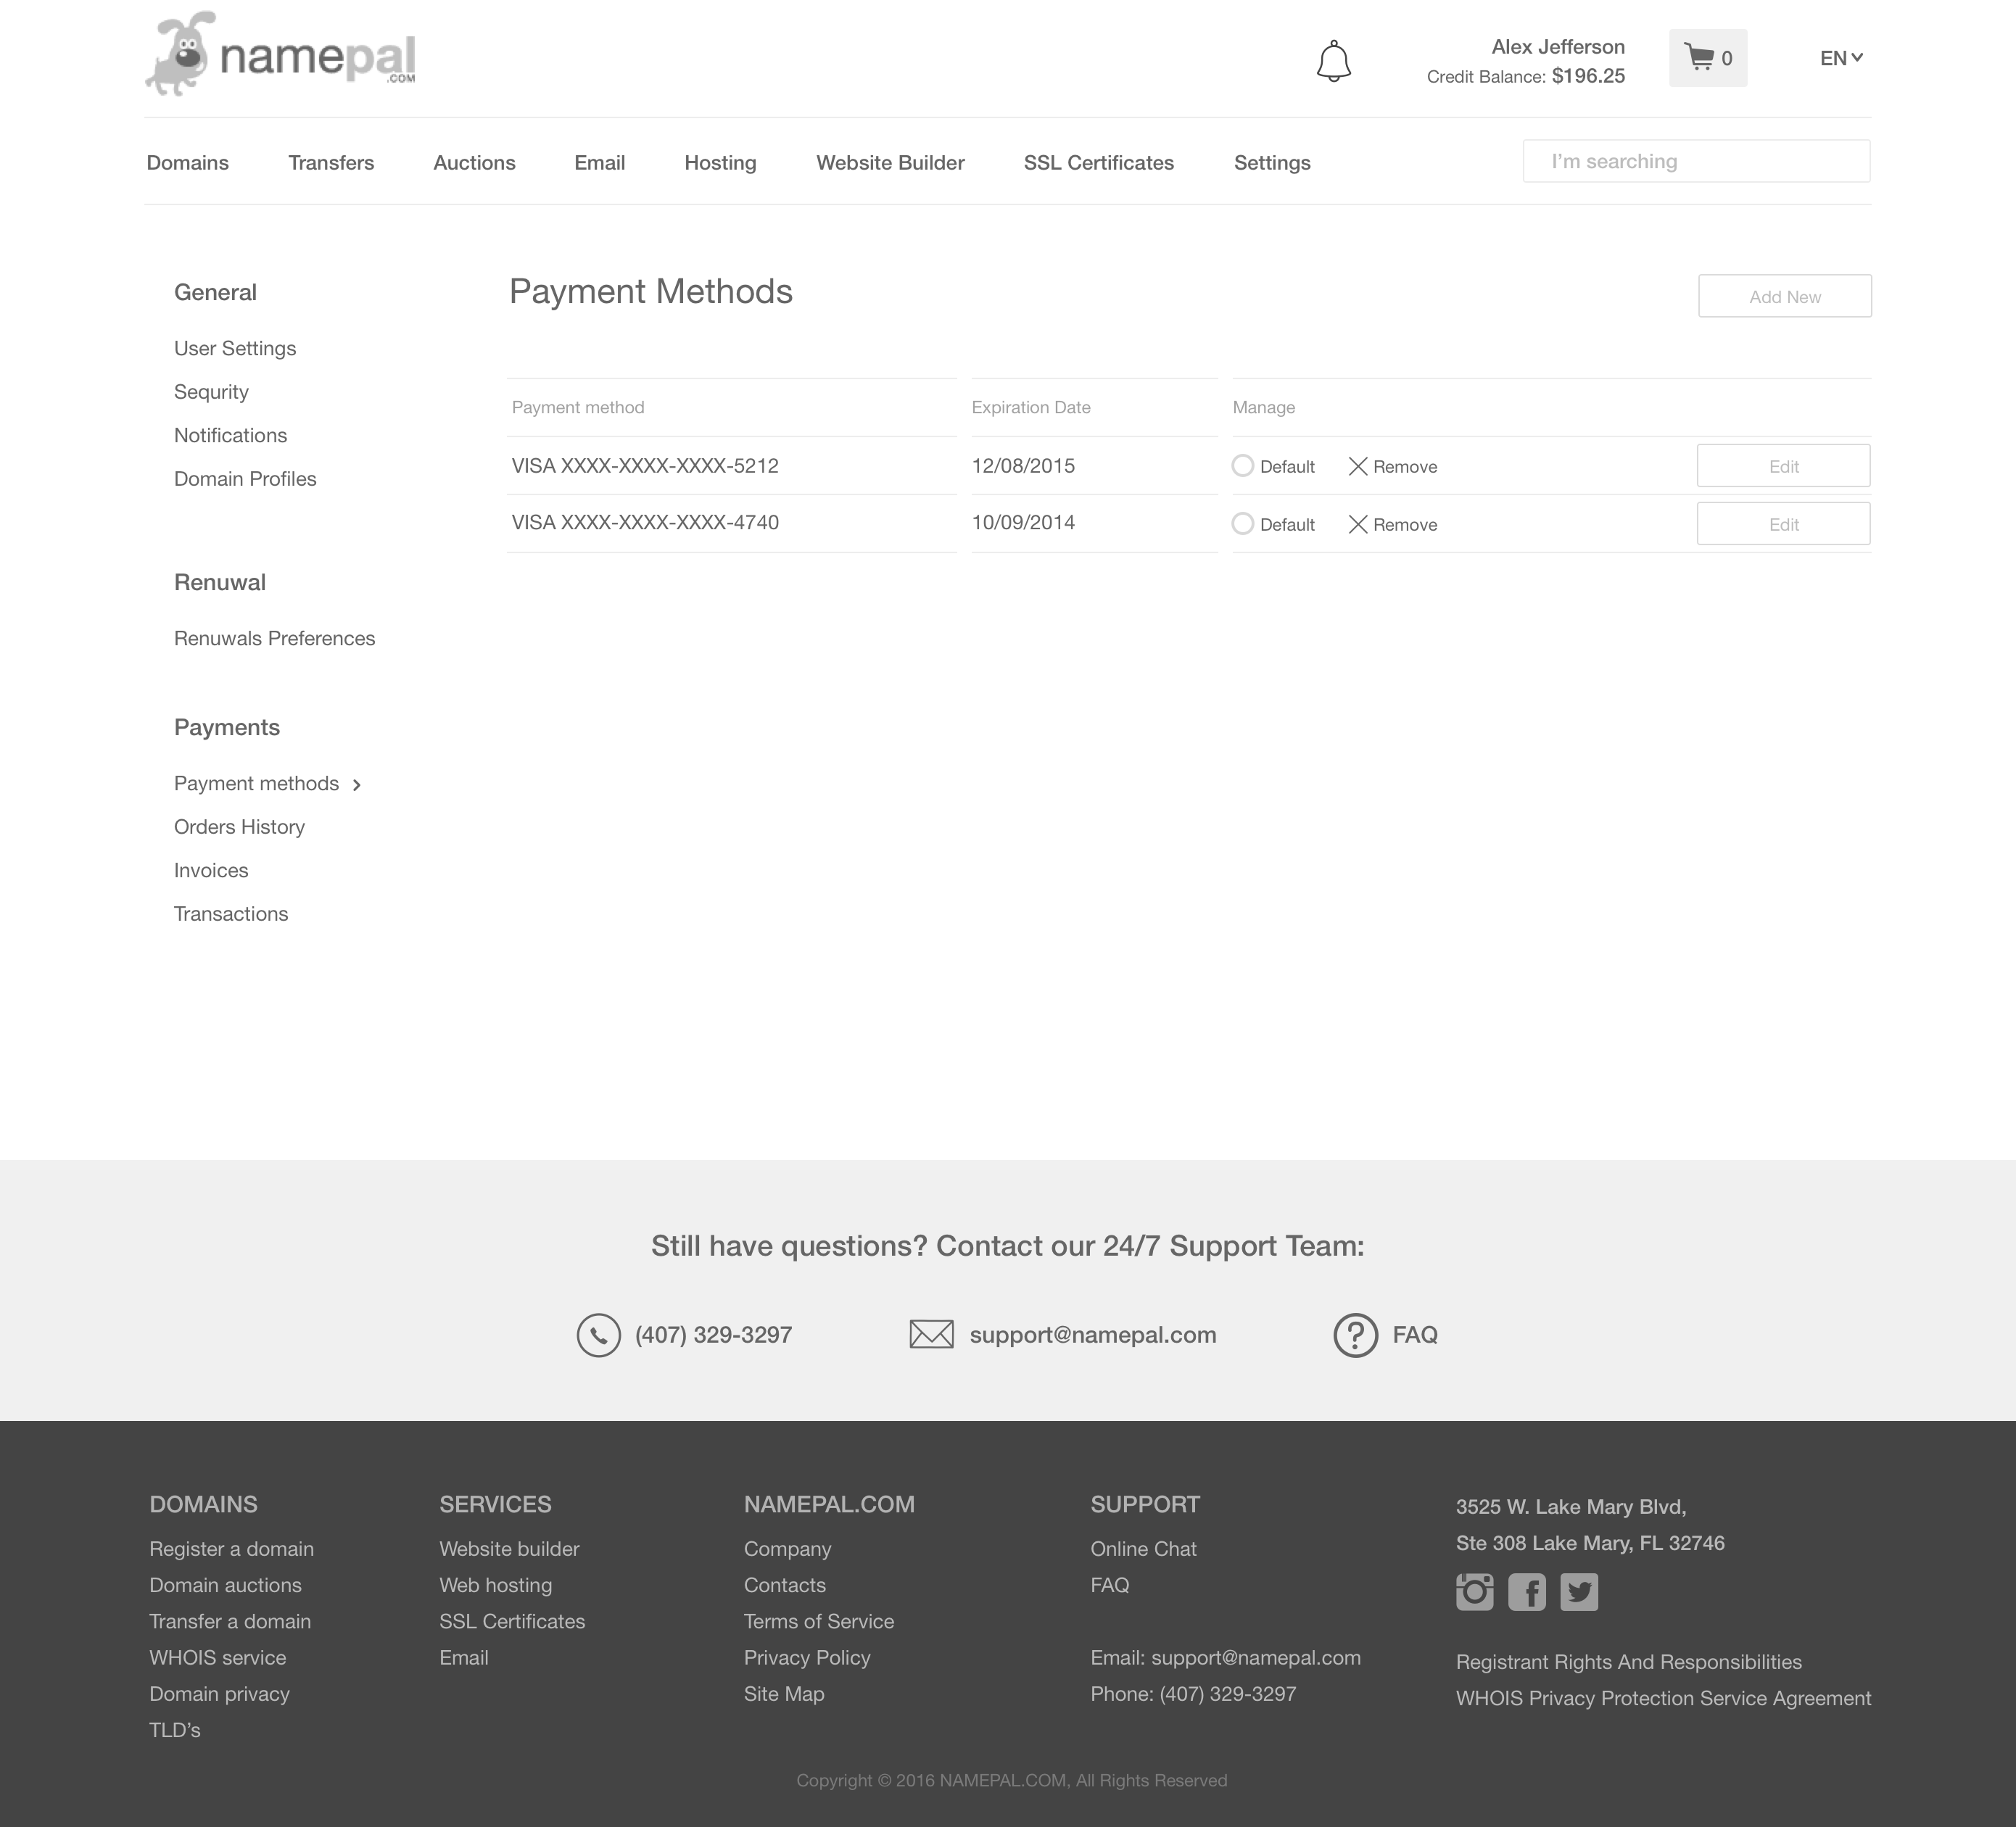 namepal
.COM
Alex Jefferson
Credit Balance: $196.25
0
EN
Domains Transfers Auctions Email Hosting Website Builder SSL Certificates Settings
I'm searching
General
User Settings
Sequrity
Notifications
Domain Profiles
Renuwal
Renuwals Preferences
Payments
Payment methods
Orders History
Invoices
Transactions
Payment Methods
Add New
Payment method Expiration Date Manage
VISA XXXX-XXXX-XXXX-5212 12/08/2015 Default Remove Edit
VISA XXXX-XXXX-XXXX-4740 10/09/2014 Default Remove Edit
Still have questions? Contact our 24/7 Support Team:
(407) 329-3297 support@namepal.com FAQ
DOMAINS
Register a domain
Domain auctions
Transfer a domain
WHOIS service
Domain privacy
TLD’s
SERVICES
Website builder
Web hosting
SSL Certificates
Email
NAMEPAL.COM
Company
Contacts
Terms of Service
Privacy Policy
Site Map
SUPPORT
Online Chat
FAQ
Email: support@namepal.com
Phone: (407) 329-3297
3525 W. Lake Mary Blvd,
Ste 308 Lake Mary, FL 32746
Registrant Rights And Responsibilities
WHOIS Privacy Protection Service Agreement
Copyright © 2016 NAMEPAL.COM, All Rights Reserved